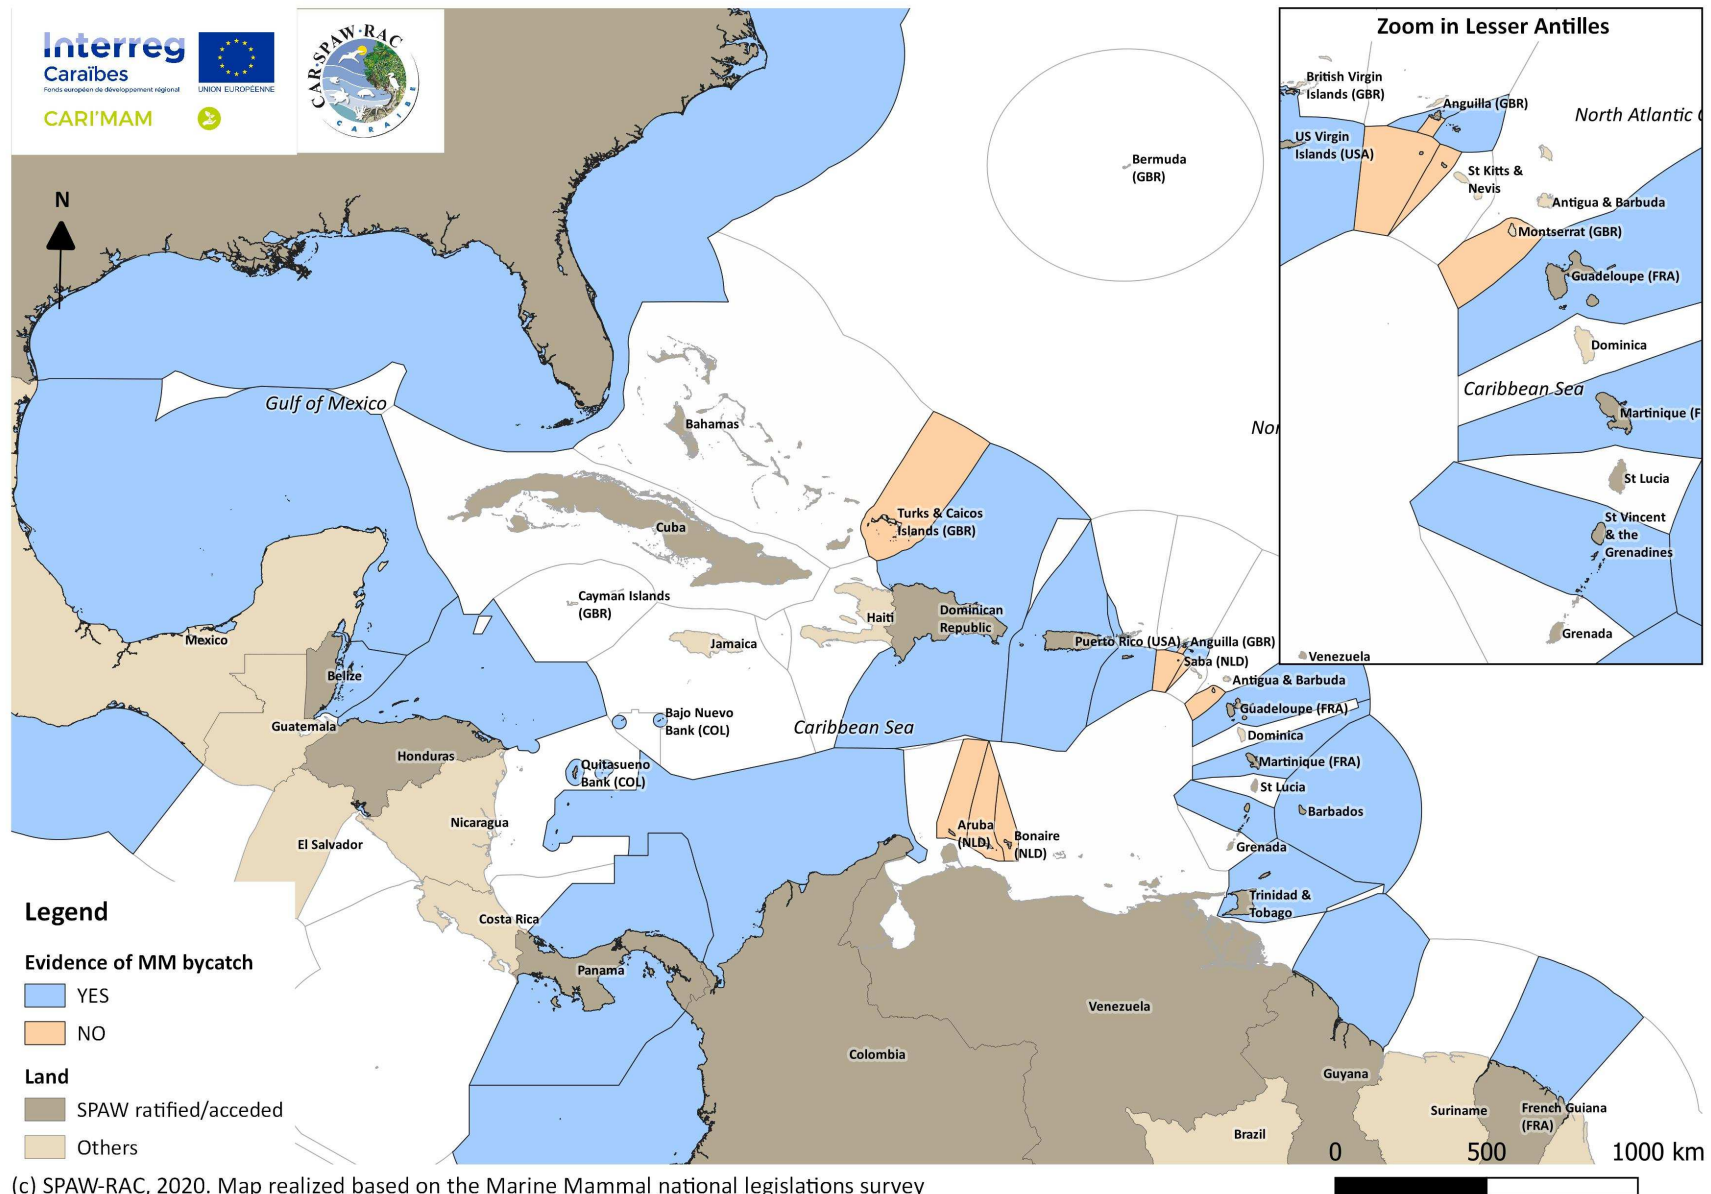 Interreg
Caraïbes
Fonds européen de développement régional
UNION EUROPÉENNE
CARI'MAM
CAR·SPAW·RAC
CARAIBE
N
Zoom in Lesser Antilles
British Virgin
Islands (GBR)
Anguilla (GBR)
North Atlantic
US Virgin
Islands (USA)
St Kitts &
Nevis
Antigua & Barbuda
Montserrat (GBR)
Guadeloupe (FRA)
Dominica
Caribbean Sea
Martinique (F
St Lucia
St Vincent
& the
Grenadines
Grenada
Bermuda
(GBR)
Gulf of Mexico
Bahamas
Nor
Turks & Caicos
Islands (GBR)
Cuba
Cayman Islands
(GBR)
Haiti
Dominican
Republic
Jamaica
Puerto Rico (USA)
Anguilla (GBR)
Saba (NLD)
Venezuela
Antigua & Barbuda
Guadeloupe (FRA)
Dominica
Martinique (FRA)
St Lucia
Barbados
Grenada
Trinidad &
Tobago
Mexico
Belize
Guatemala
Honduras
Bajo Nuevo
Bank (COL)
Caribbean Sea
Quitasueno
Bank (COL)
Nicaragua
El Salvador
Aruba
(NLD)
Bonaire
(NLD)
Costa Rica
Panama
Venezuela
Colombia
Guyana
Suriname
French Guiana
(FRA)
Brazil
Legend
Evidence of MM bycatch
YES
NO
Land
SPAW ratified/acceded
Others
0 500 1000 km
(c) SPAW-RAC, 2020. Map realized based on the Marine Mammal national legislations survey